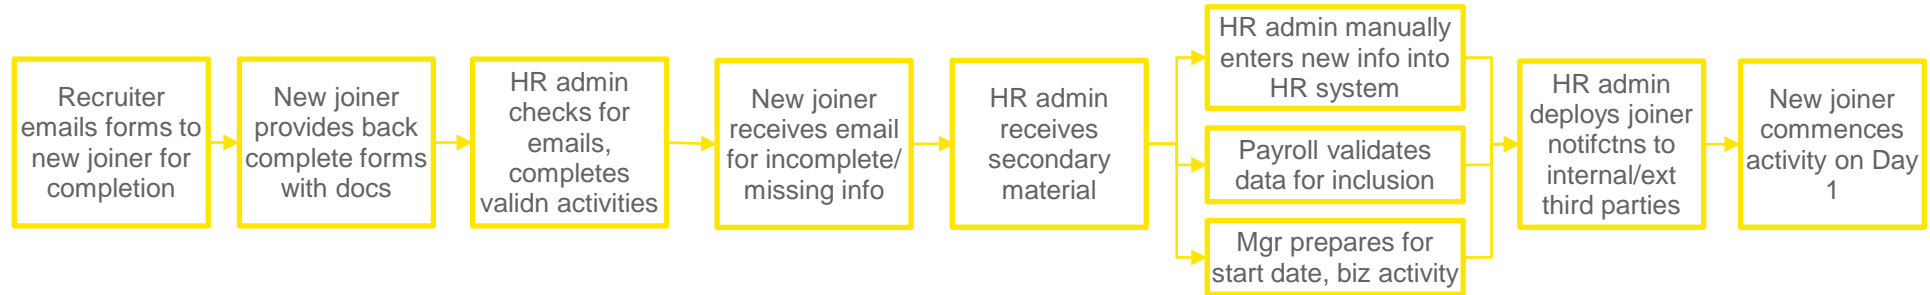 Recruiter
emails forms to
new joiner for
completion
New joiner
provides back
complete forms
with docs
HR admin
checks for
emails,
completes
validn activities
New joiner
receives email
for incomplete/
missing info
HR admin
receives
secondary
material
HR admin manually
enters new info into
HR system
Payroll validates
data for inclusion
Mgr prepares for
start date, biz activity
HR admin
deploys joiner
notifctns to
internal/ext
third parties
New joiner
commences
activity on Day
1